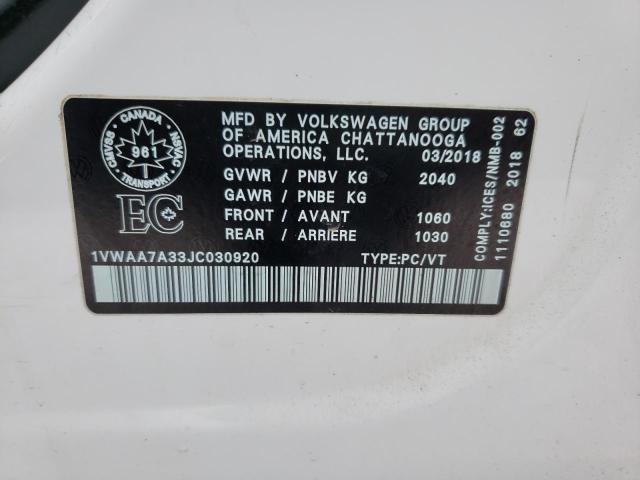 CANADA
CMVSS
NSVAC
961
TRANSPORT
EC
MFD BY VOLKSWAGEN GROUP
OF AMERICA CHATTANOOGA
OPERATIONS, LLC. 03/2018
GVWR / PNBV KG 2040
GAWR / PNBE KG
FRONT / AVANT 1060
REAR / ARRIERE 1030
1VWAA7A33JC030920 TYPE:PC/VT
COMPLY:ICES/NMB-002
1110680 2018 62